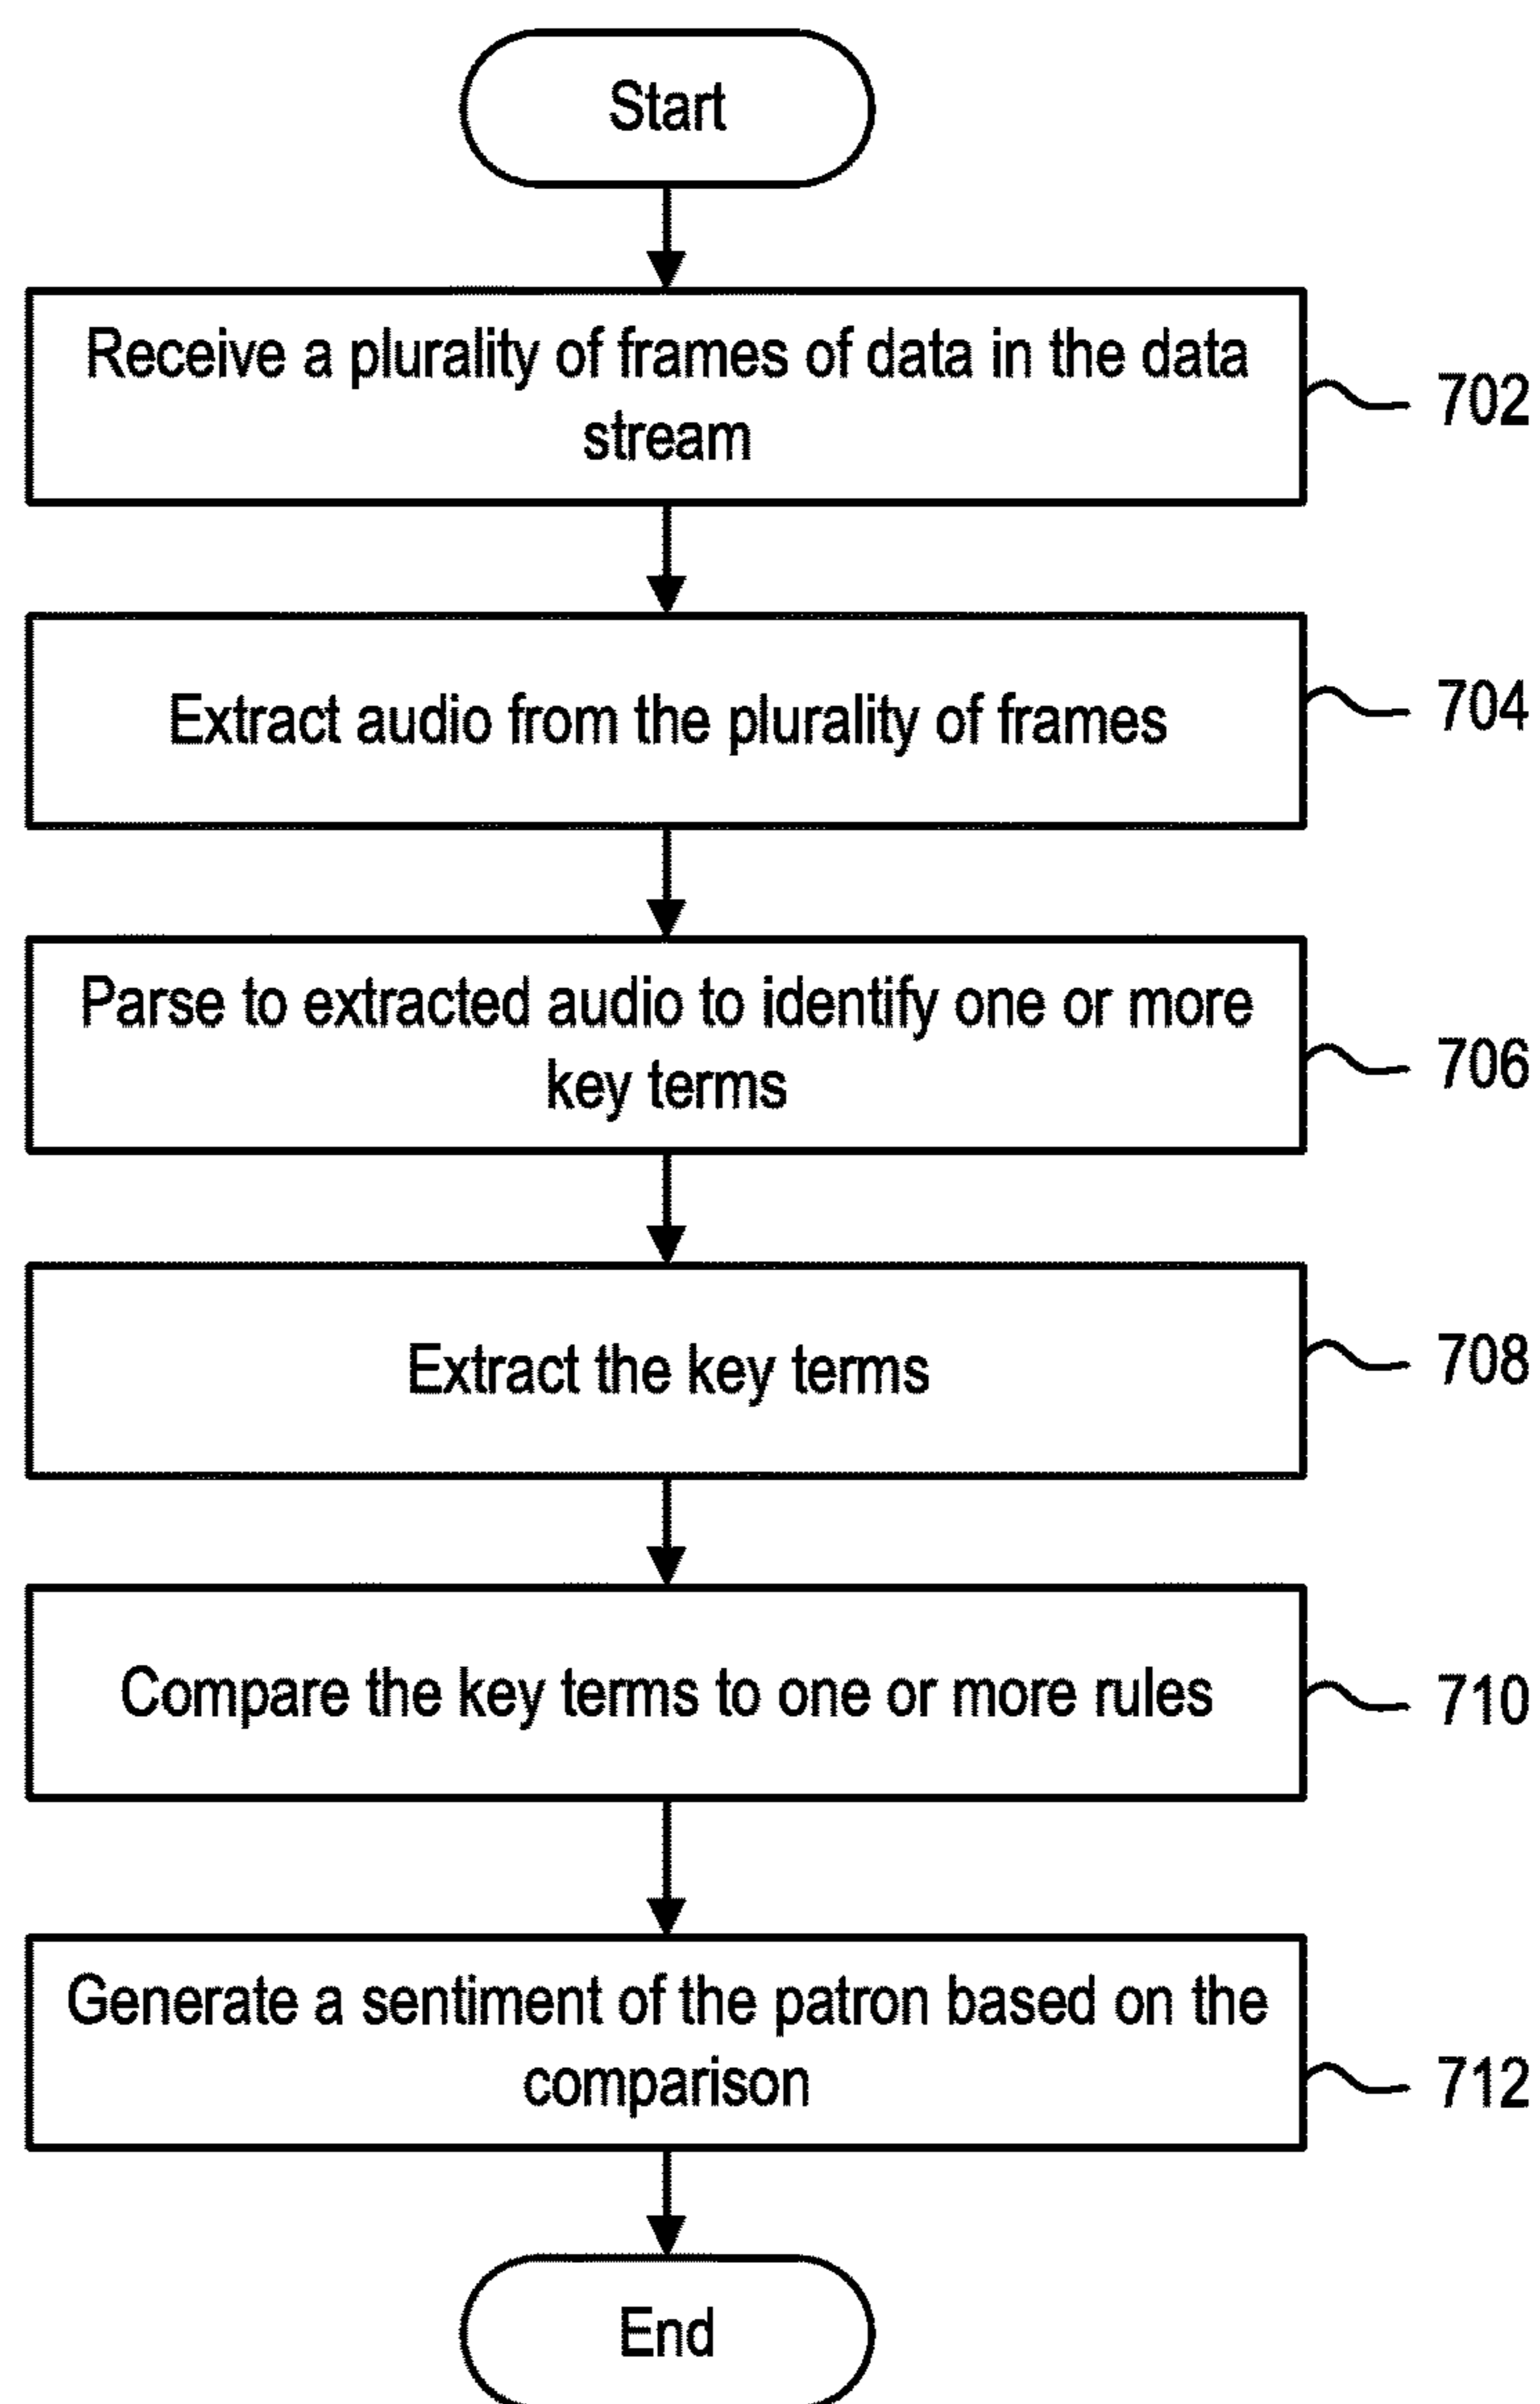 Start
Receive a plurality of frames of data in the data
stream
702
Extract audio from the plurality of frames
704
Parse to extracted audio to identify one or more
key terms
706
Extract the key terms
708
Compare the key terms to one or more rules
710
Generate a sentiment of the patron based on the
comparison
712
End